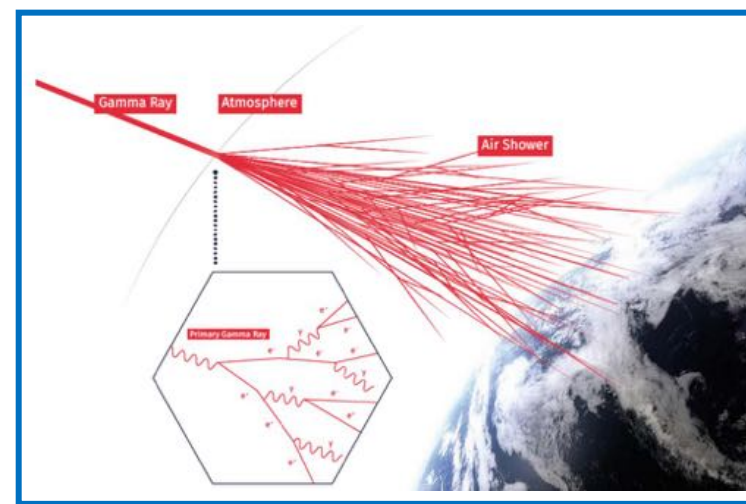 Gamma Ray
Atmosphere
Air Shower
Primary Gamma Ray
γ
γ
γ
γ